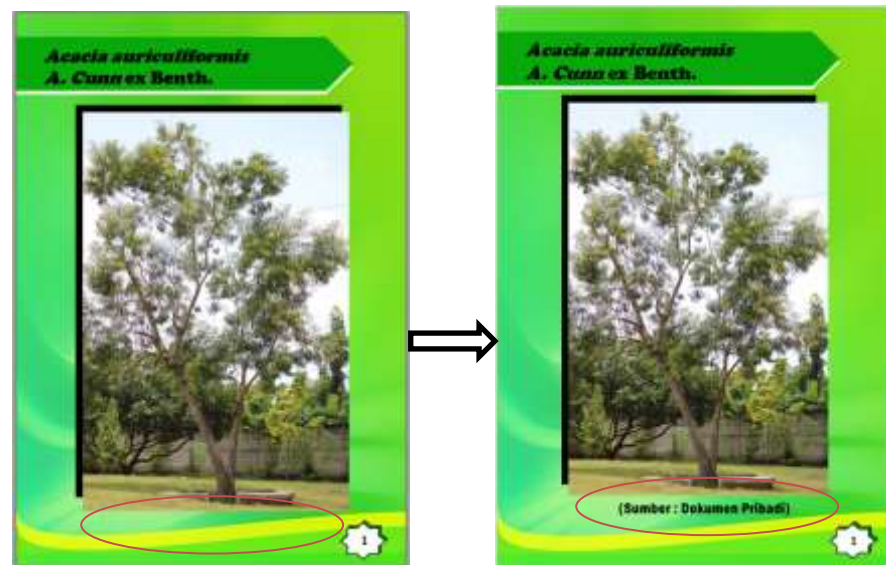 Acacia auriculiformis
A. Cunn ex Benth.
1
Acacia auriculiformis
A. Cunn ex Benth.
(Sumber : Dokumen Pribadi)
1